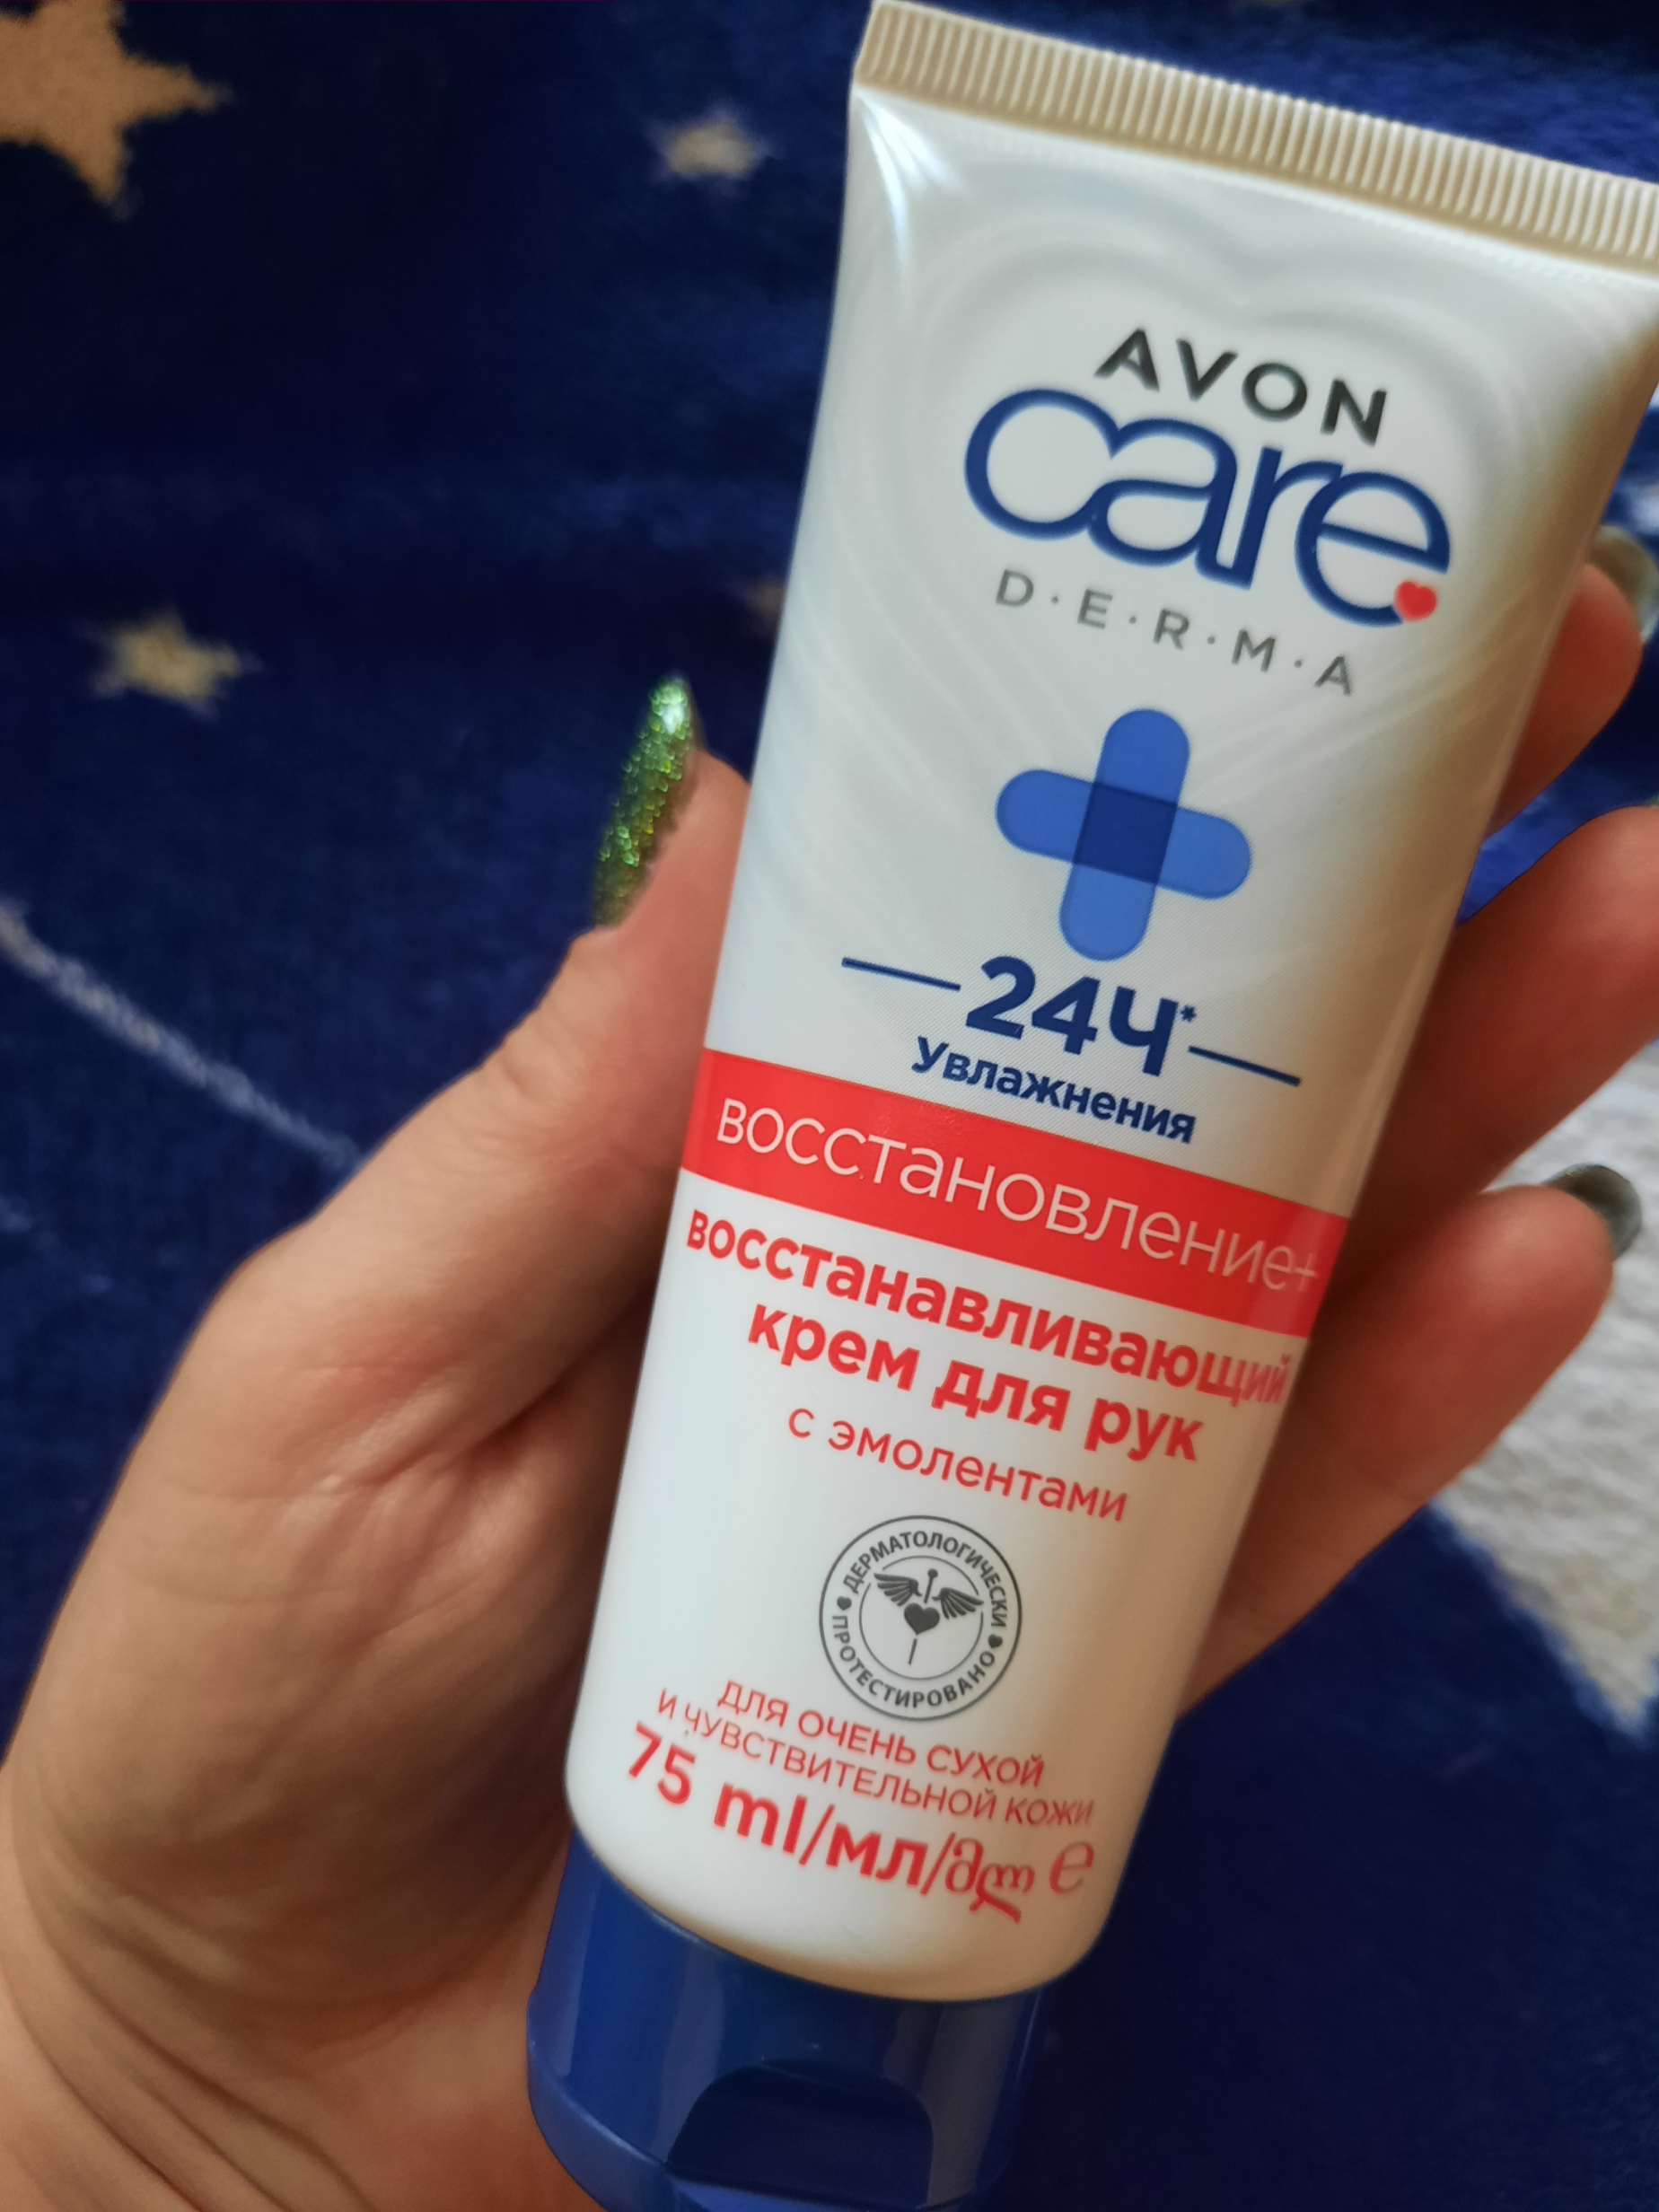 AVON
care
D·E·R·M·A
24Ч*
Увлажнения
восстановление+
восстанавливающий
крем для рук
с эмолентами
ДЕРМАТОЛОГИЧЕСКИ
ПРОТЕСТИРОВАНО
ДЛЯ ОЧЕНЬ СУХОЙ
И ЧУВСТВИТЕЛЬНОЙ КОЖИ
75 ml/мл/მლ ℮